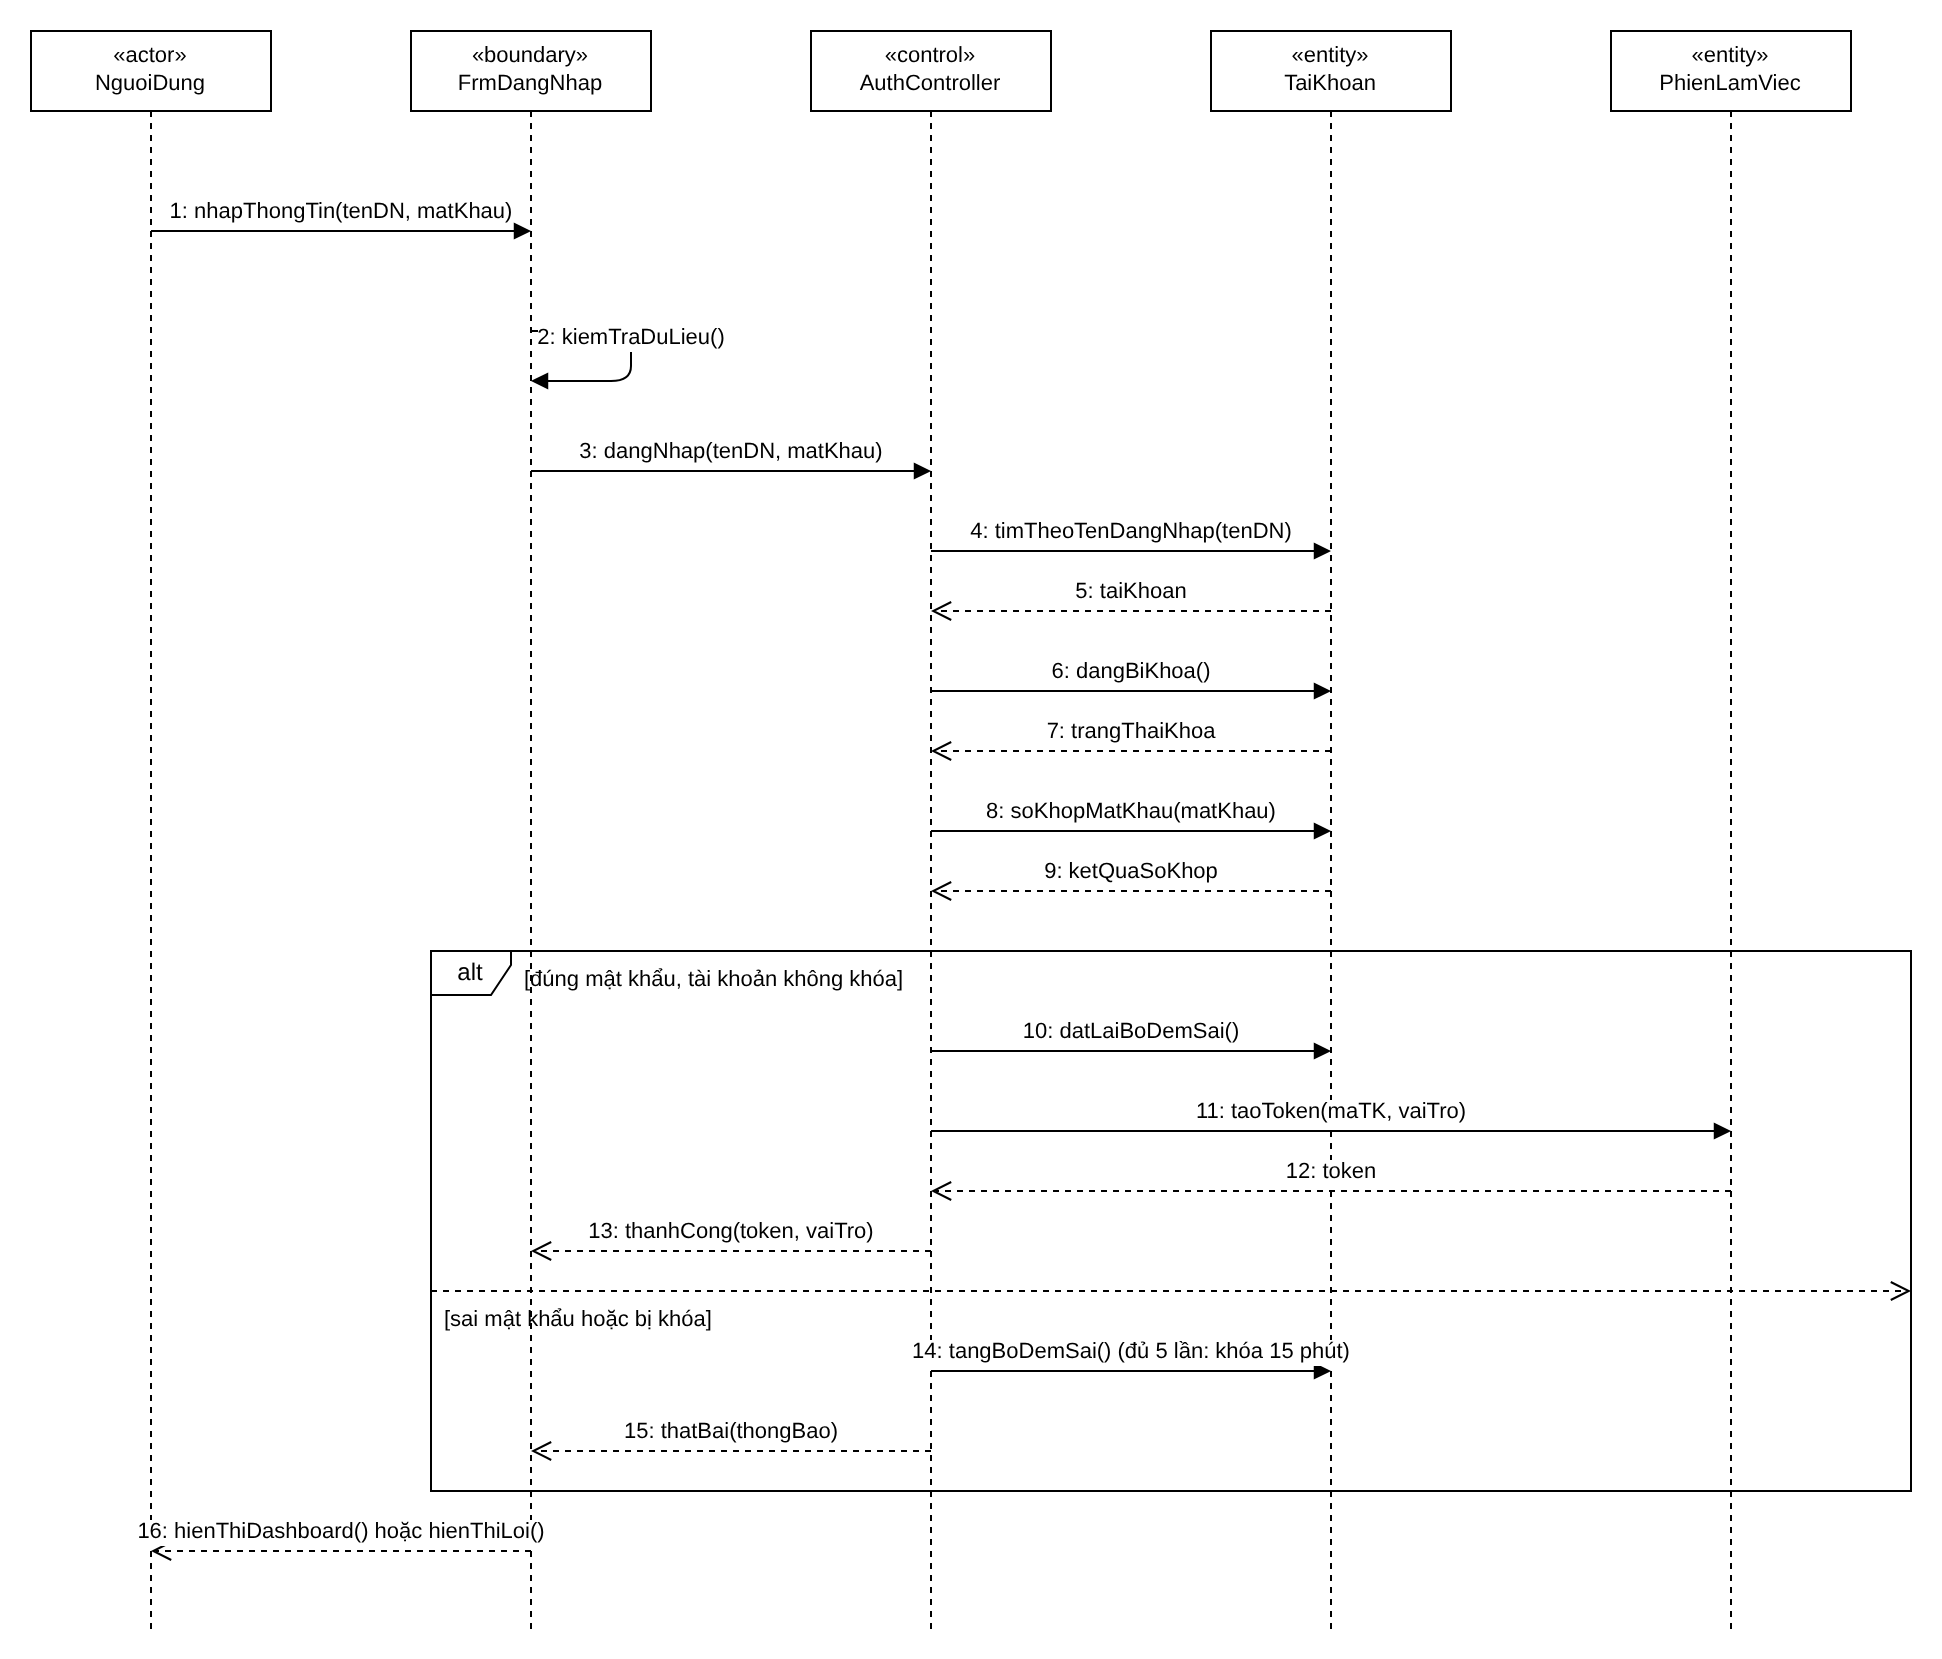 «actor»
NguoiDung
«boundary»
FrmDangNhap
«control»
AuthController
«entity»
TaiKhoan
«entity»
PhienLamViec
1: nhapThongTin(tenDN, matKhau)
2: kiemTraDuLieu()
3: dangNhap(tenDN, matKhau)
4: timTheoTenDangNhap(tenDN)
5: taiKhoan
6: dangBiKhoa()
7: trangThaiKhoa
8: soKhopMatKhau(matKhau)
9: ketQuaSoKhop
alt
[đúng mật khẩu, tài khoản không khóa]
10: datLaiBoDemSai()
11: taoToken(maTK, vaiTro)
12: token
13: thanhCong(token, vaiTro)
[sai mật khẩu hoặc bị khóa]
14: tangBoDemSai() (đủ 5 lần: khóa 15 phút)
15: thatBai(thongBao)
16: hienThiDashboard() hoặc hienThiLoi()